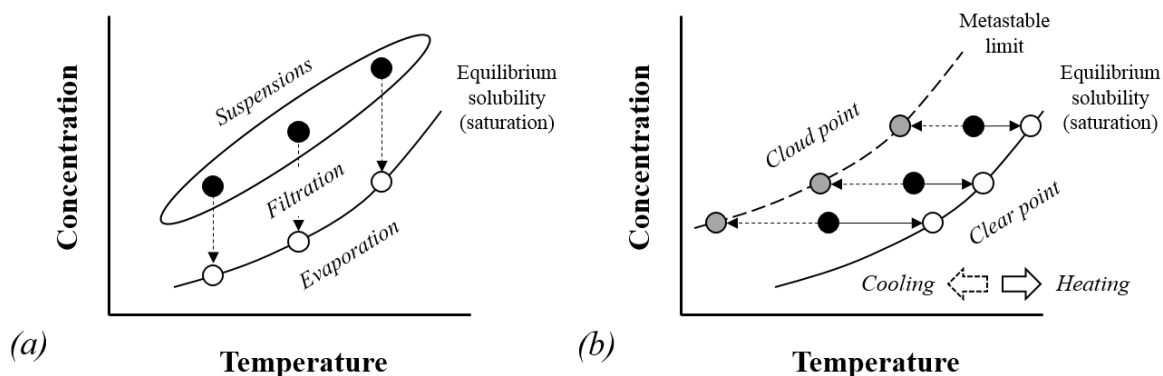 Concentration
Suspensions
Filtration
Evaporation
Equilibrium
solubility
(saturation)
(a)
Temperature
Concentration
Metastable
limit
Equilibrium
solubility
(saturation)
Cloud point
Clear point
Cooling
Heating
(b)
Temperature